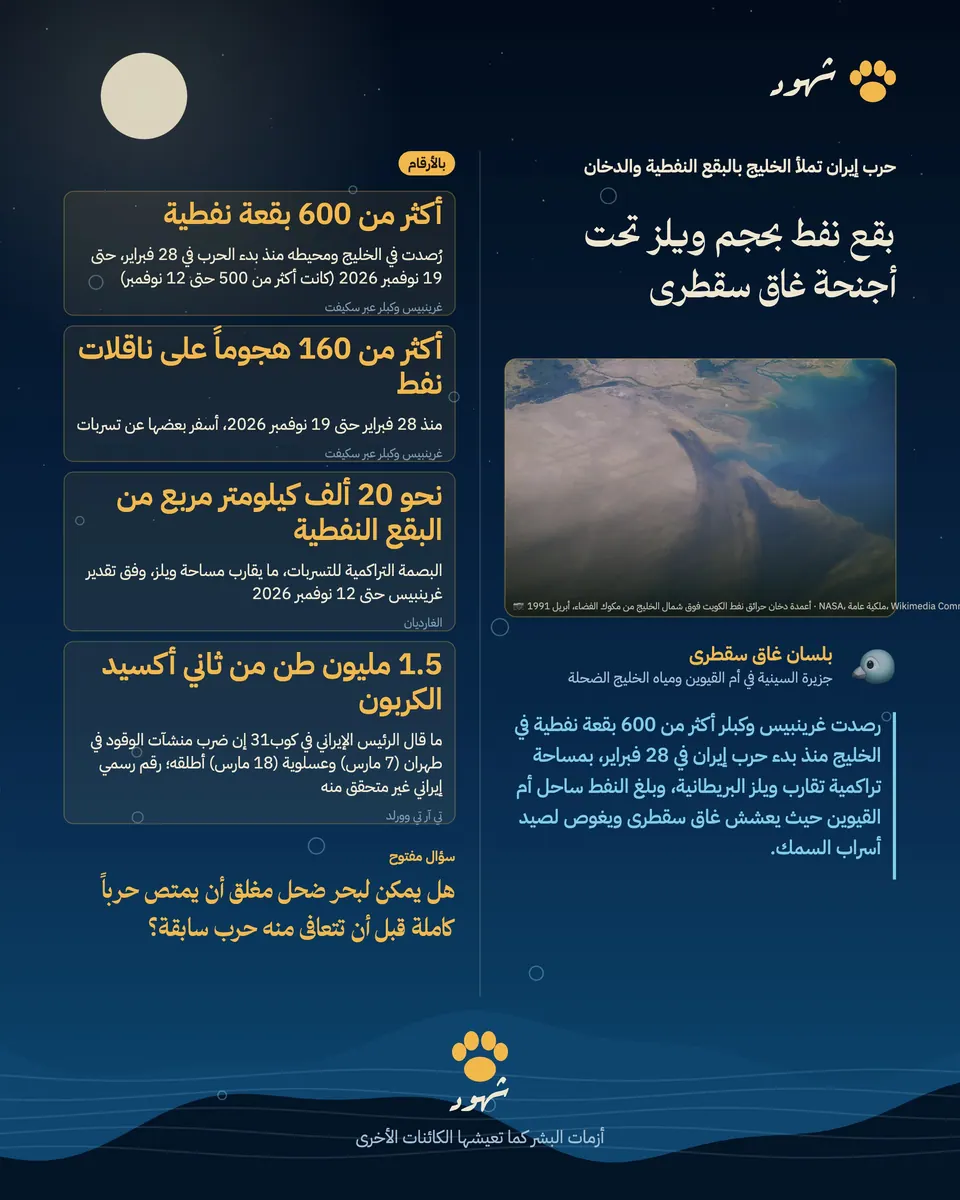 شهود
حرب إيران تملأ الخليج بالبقع النفطية والدخان
بقع نفط بحجم ويلز تحت
أجنحة غاق سقطرى
أعمدة دخان حرائق نفط الكويت فوق شمال الخليج من مكوك الفضاء، أبريل 1991 · NASA، ملكية عامة، Wikimedia Com
بلسان غاق سقطرى
جزيرة السينية في أم القيوين ومياه الخليج الضحلة
رصدت غرينبيس وكبلر أكثر من 600 بقعة نفطية في
الخليج منذ بدء حرب إيران في 28 فبراير، بمساحة
تراكمية تقارب ويلز البريطانية، وبلغ النفط ساحل أم
القيوين حيث يعشش غاق سقطرى ويغوص لصيد
أسراب السمك.
بالأرقام
أكثر من 600 بقعة نفطية
رُصدت في الخليج ومحيطه منذ بدء الحرب في 28 فبراير، حتى
19 نوفمبر 2026 (كانت أكثر من 500 حتى 12 نوفمبر)
غرينبيس وكبلر عبر سكيفت
أكثر من 160 هجوماً على ناقلات
نفط
منذ 28 فبراير حتى 19 نوفمبر 2026، أسفر بعضها عن تسربات
غرينبيس وكبلر عبر سكيفت
نحو 20 ألف كيلومتر مربع من
البقع النفطية
البصمة التراكمية للتسربات، ما يقارب مساحة ويلز، وفق تقدير
غرينبيس حتى 12 نوفمبر 2026
الغارديان
1.5 مليون طن من ثاني أكسيد
الكربون
ما قال الرئيس الإيراني في كوب31 إن ضرب منشآت الوقود في
طهران (7 مارس) وعسلوية (18 مارس) أطلقه؛ رقم رسمي
إيراني غير متحقق منه
تي آر تي وورلد
سؤال مفتوح
هل يمكن لبحر ضحل مغلق أن يمتص حرباً
كاملة قبل أن تتعافى منه حرب سابقة؟
شهود
أزمات البشر كما تعيشها الكائنات الأخرى